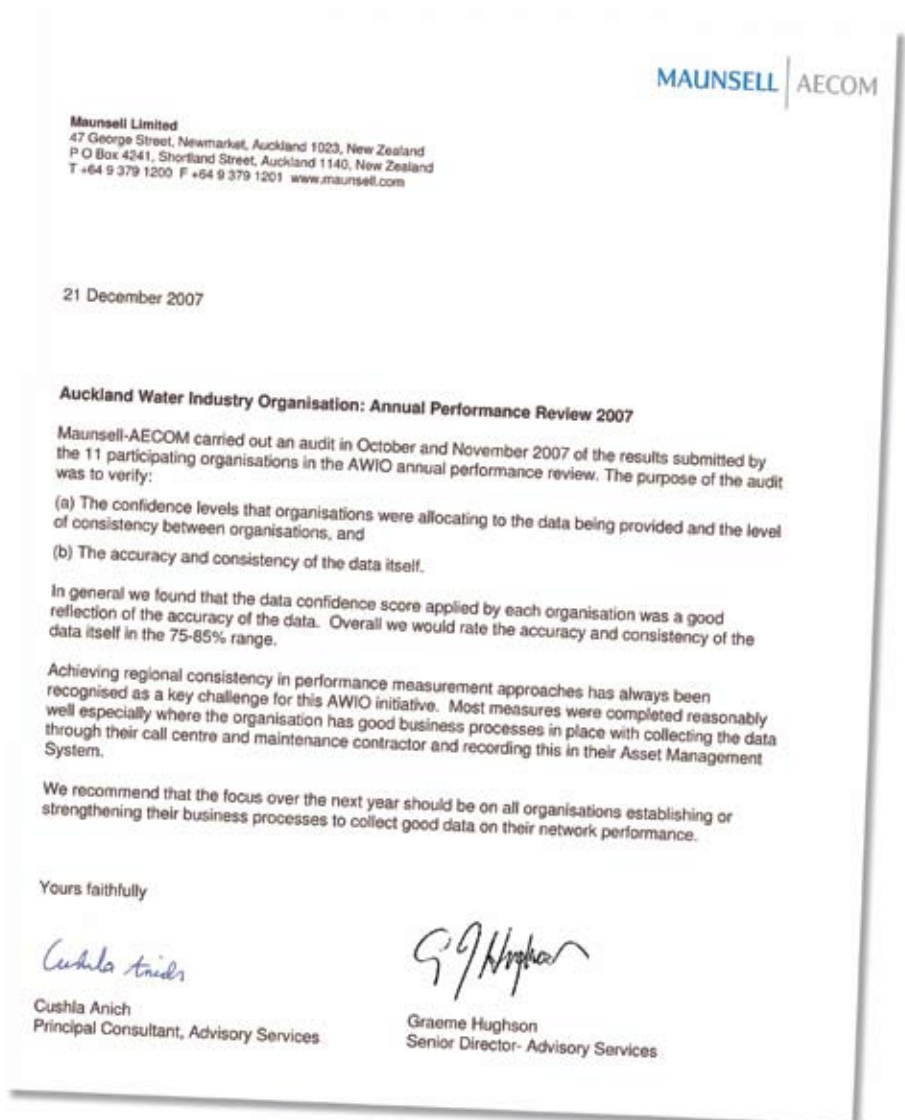 MAUNSELL | AECOM
Maunsell Limited
47 George Street, Newmarket, Auckland 1023, New Zealand
P O Box 4241, Shortland Street, Auckland 1140, New Zealand
T +64 9 379 1200 F +64 9 379 1201 www.maunsell.com
21 December 2007
Auckland Water Industry Organisation: Annual Performance Review 2007
Maunsell-AECOM carried out an audit in October and November 2007 of the results submitted by
the 11 participating organisations in the AWIO annual performance review. The purpose of the audit
was to verify:
(a) The confidence levels that organisations were allocating to the data being provided and the level
of consistency between organisations, and
(b) The accuracy and consistency of the data itself.
In general we found that the data confidence score applied by each organisation was a good
reflection of the accuracy of the data. Overall we would rate the accuracy and consistency of the
data itself in the 75-85% range.
Achieving regional consistency in performance measurement approaches has always been
recognised as a key challenge for this AWIO initiative. Most measures were completed reasonably
well especially where the organisation has good business processes in place with collecting the data
through their call centre and maintenance contractor and recording this in their Asset Management
System.
We recommend that the focus over the next year should be on all organisations establishing or
strengthening their business processes to collect good data on their network performance.
Yours faithfully
Cushla Anich
G J Hughson
Cushla Anich
Principal Consultant, Advisory Services
Graeme Hughson
Senior Director- Advisory Services